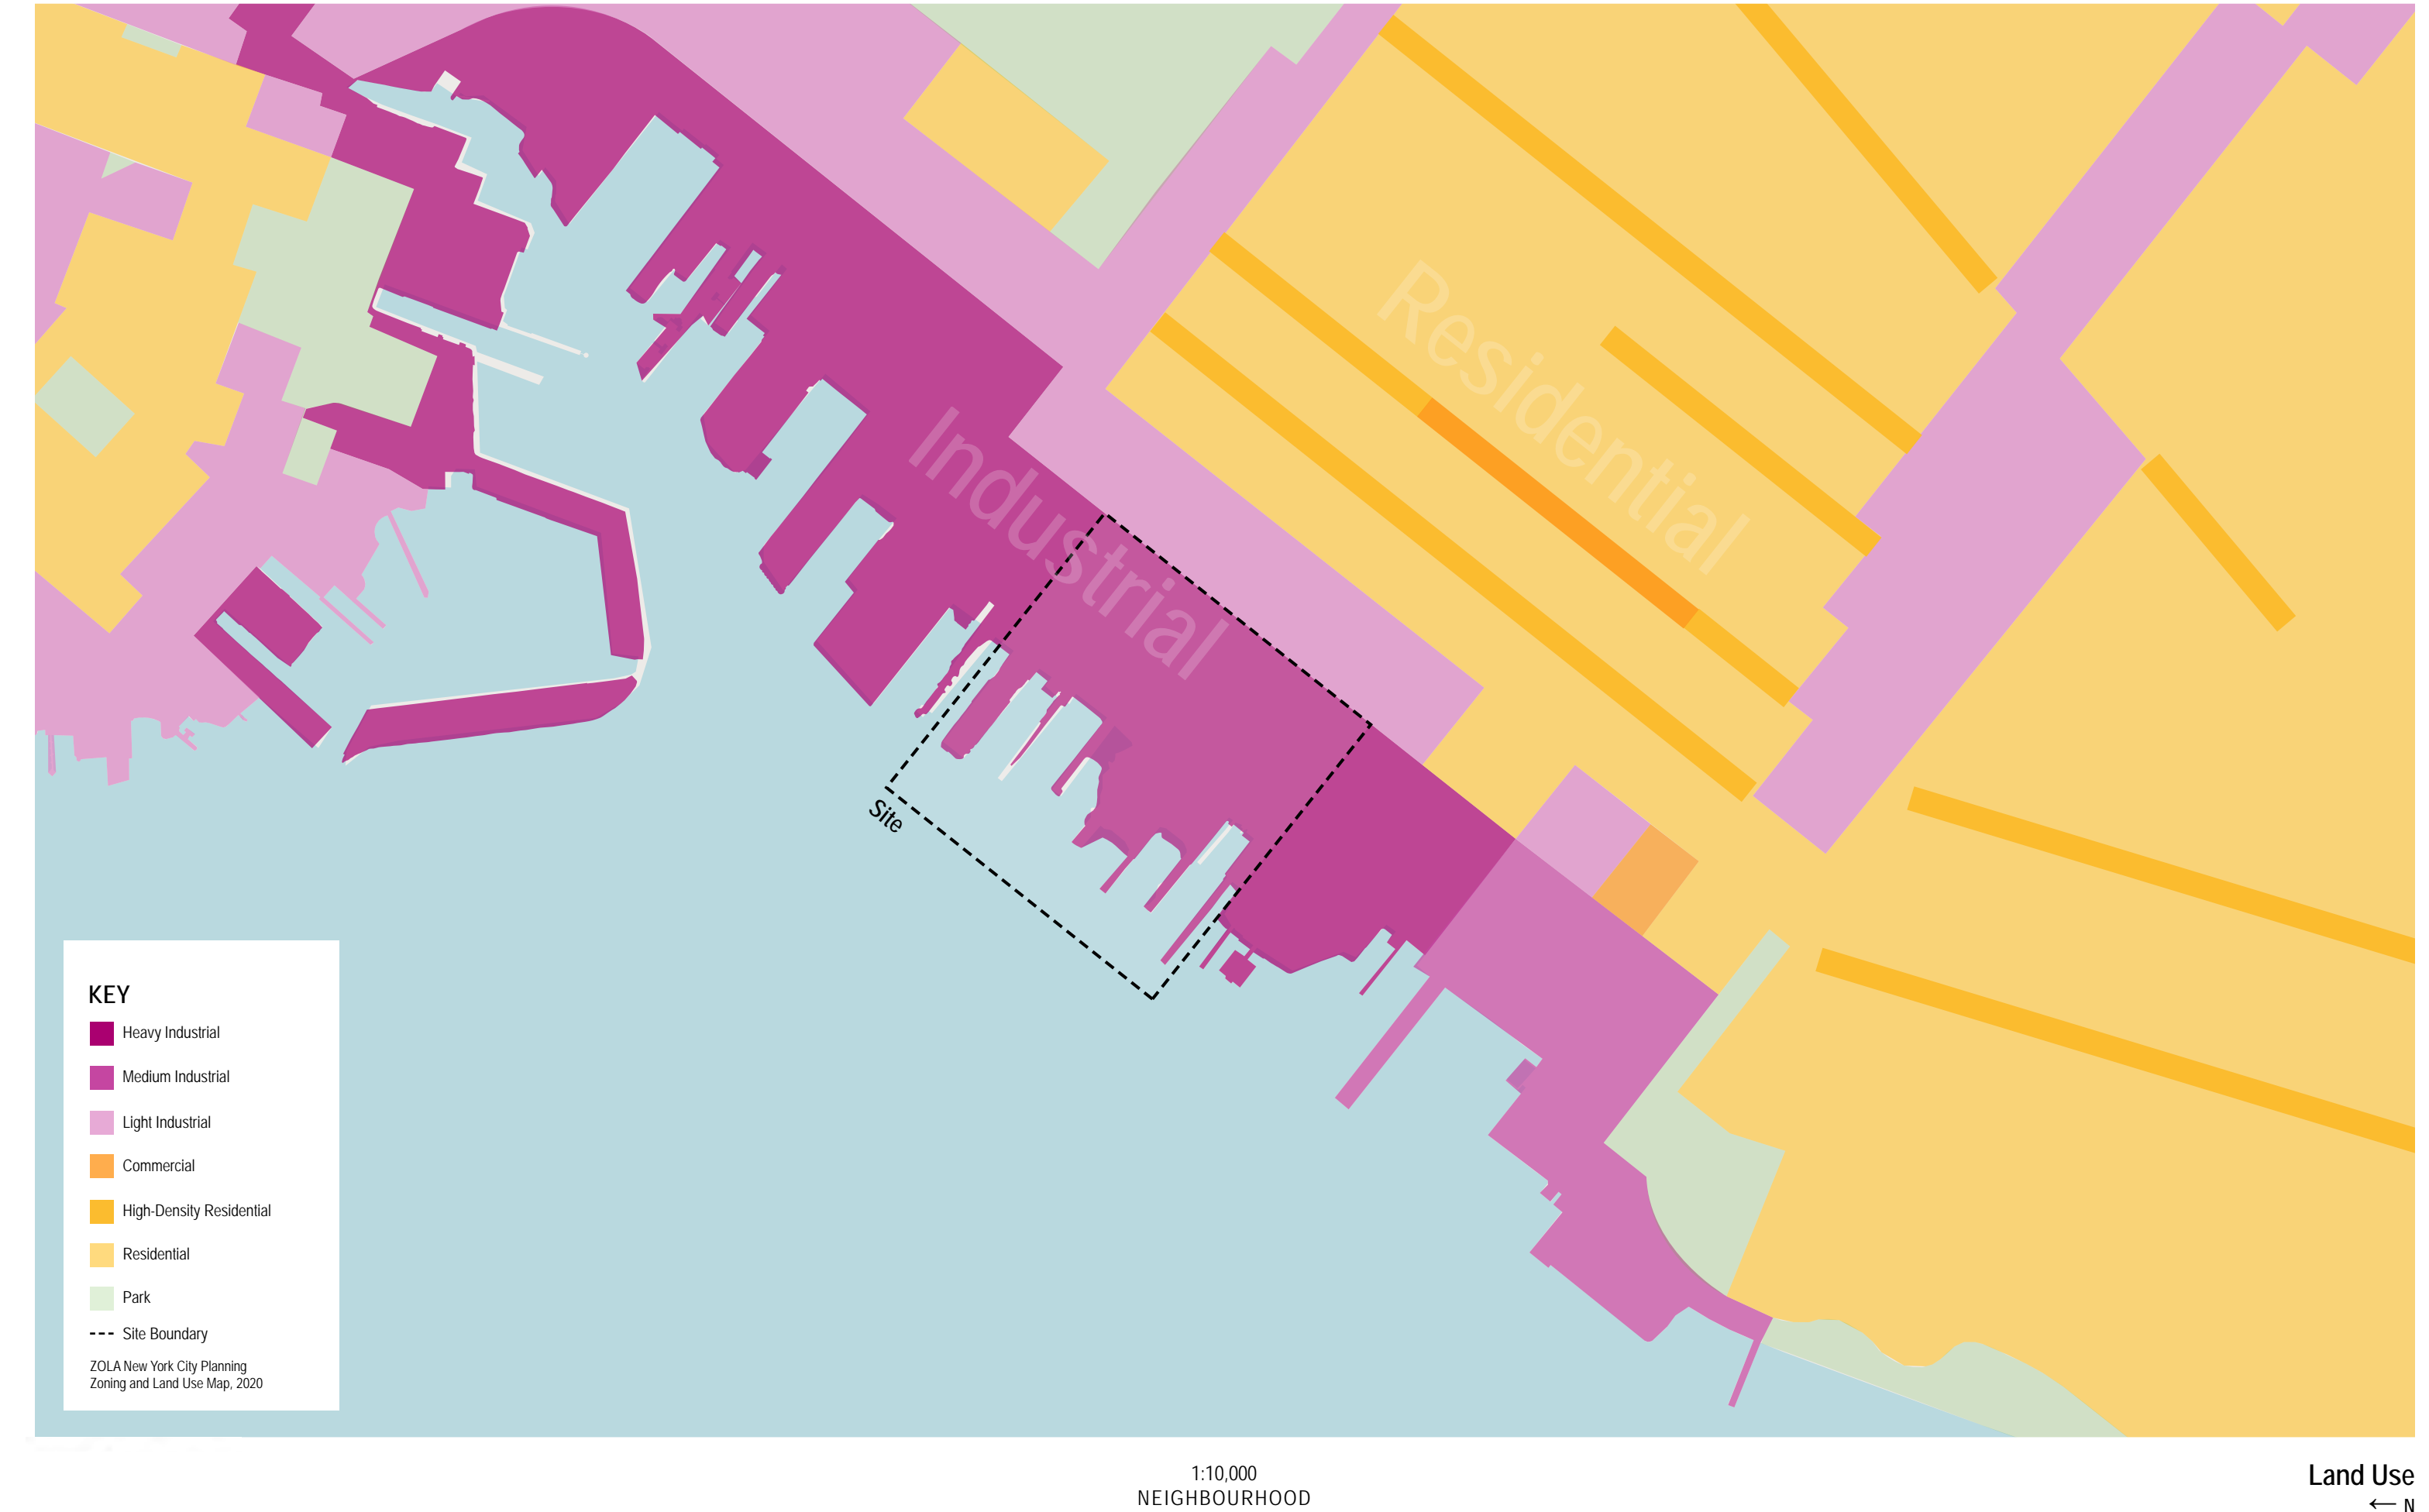 Residential
Industrial
Site
KEY
Heavy Industrial
Medium Industrial
Light Industrial
Commercial
High-Density Residential
Residential
Park
Site Boundary
ZOLA New York City Planning
Zoning and Land Use Map, 2020
1:10,000
NEIGHBOURHOOD
Land Use
← N